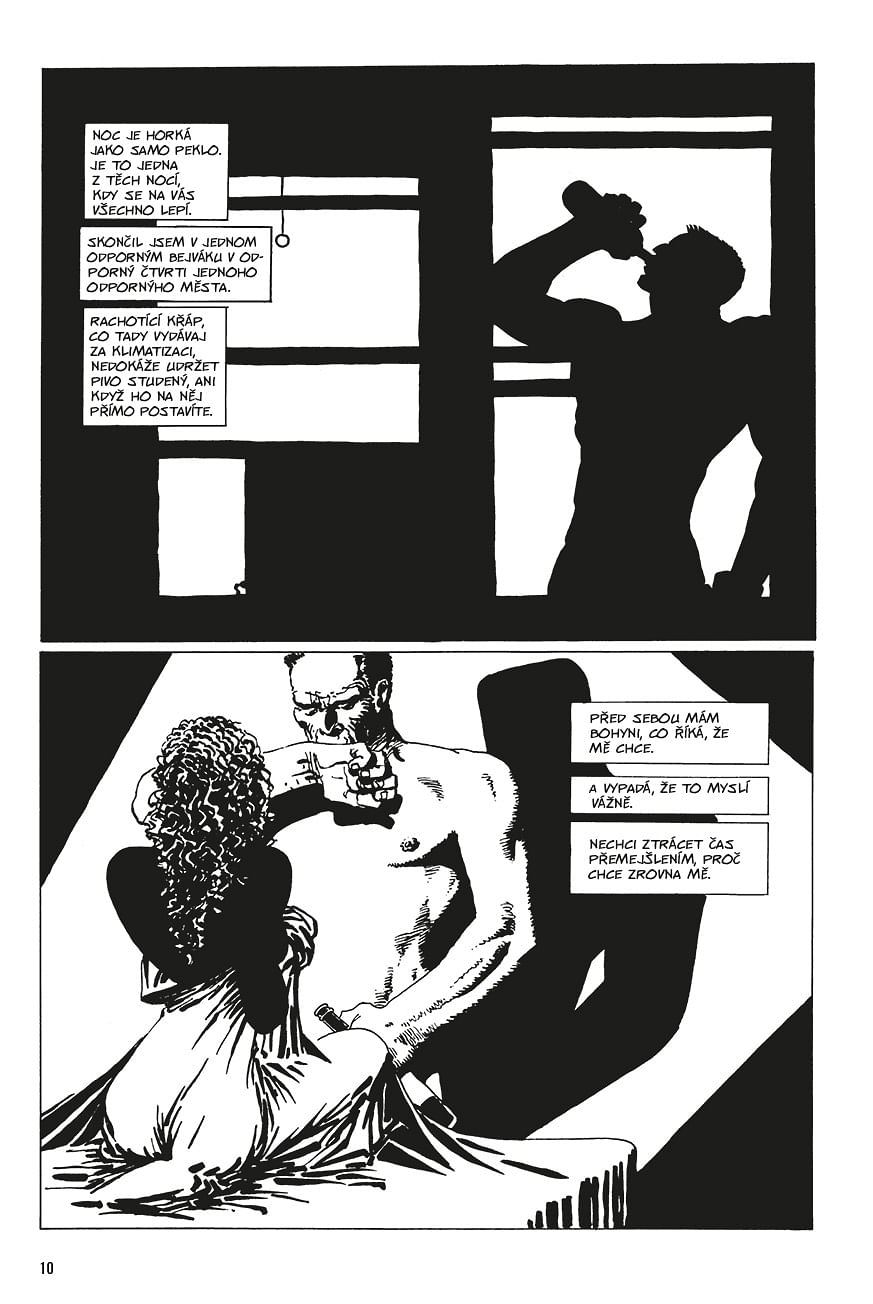 NOC JE HORKÁ
JAKO SAMO PEKLO.
JE TO JEDNA
Z TĚCH NOCÍ,
KDY SE NA VÁS
VŠECHNO LEPÍ.
SKONČIL JSEM V JEDNOM
ODPORNÝM BEJVÁKU V OD-
PORNÝ ČTVRTI JEDNOHO
ODPORNÝHO MĚSTA.
RACHOTÍCÍ KŘÁP,
CO TADY VYDÁVAJ
ZA KLIMATIZACI,
NEDOKÁŽE UDRŽET
PIVO STUDENÝ, ANI
KDYŽ HO NA NĚJ
PŘÍMO POSTAVÍTE.
PŘED SEBOU MÁM
BOHYNI, CO ŘÍKÁ, ŽE
MĚ CHCE.
A VYPADÁ, ŽE TO MYSLÍ
VÁŽNĚ.
NECHCI ZTRÁCET ČAS
PŘEMEJŠLENÍM, PROČ
CHCE ZROVNA MĚ.
10